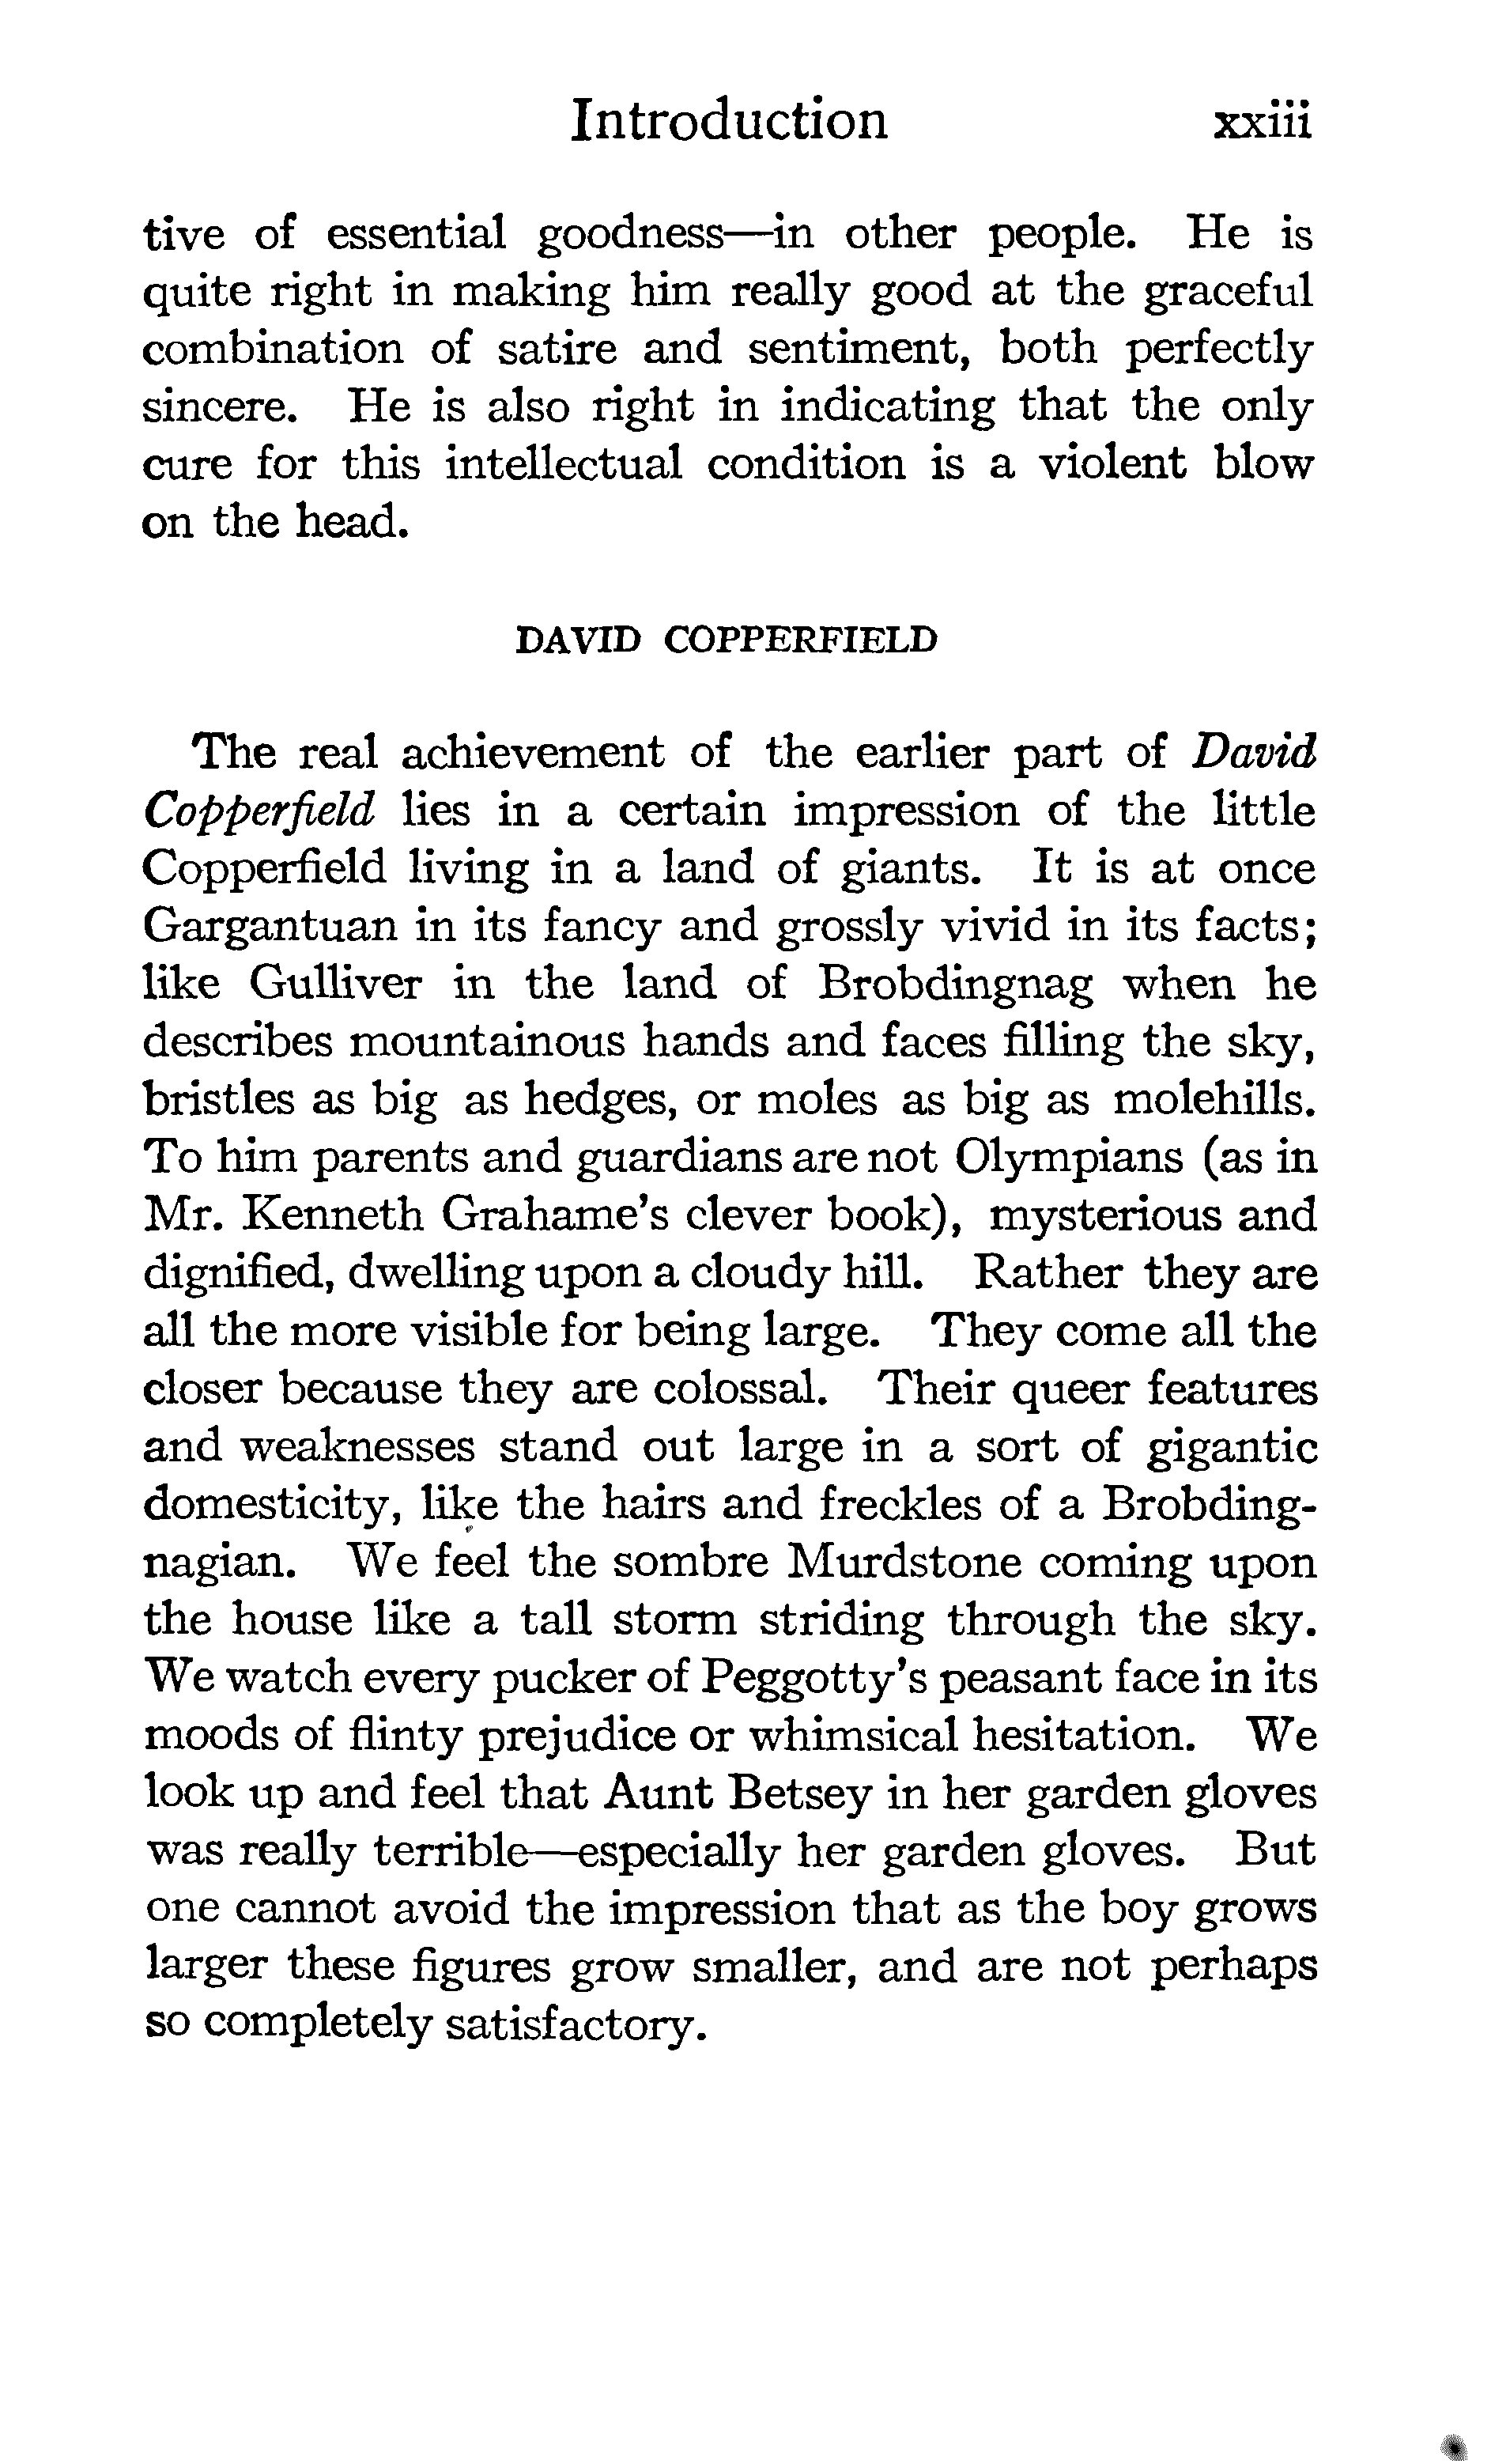 Introduction xxiii
tive of essential goodness—in other people. He is
quite right in making him really good at the graceful
combination of satire and sentiment, both perfectly
sincere. He is also right in indicating that the only
cure for this intellectual condition is a violent blow
on the head.
DAVID COPPERFIELD
The real achievement of the earlier part of David
Copperfield lies in a certain impression of the little
Copperfield living in a land of giants. It is at once
Gargantuan in its fancy and grossly vivid in its facts;
like Gulliver in the land of Brobdingnag when he
describes mountainous hands and faces filling the sky,
bristles as big as hedges, or moles as big as molehills.
To him parents and guardians are not Olympians (as in
Mr. Kenneth Grahame's clever book), mysterious and
dignified, dwelling upon a cloudy hill. Rather they are
all the more visible for being large. They come all the
closer because they are colossal. Their queer features
and weaknesses stand out large in a sort of gigantic
domesticity, like the hairs and freckles of a Brobding-
nagian. We feel the sombre Murdstone coming upon
the house like a tall storm striding through the sky.
We watch every pucker of Peggotty's peasant face in its
moods of flinty prejudice or whimsical hesitation. We
look up and feel that Aunt Betsey in her garden gloves
was really terrible—especially her garden gloves. But
one cannot avoid the impression that as the boy grows
larger these figures grow smaller, and are not perhaps
so completely satisfactory.